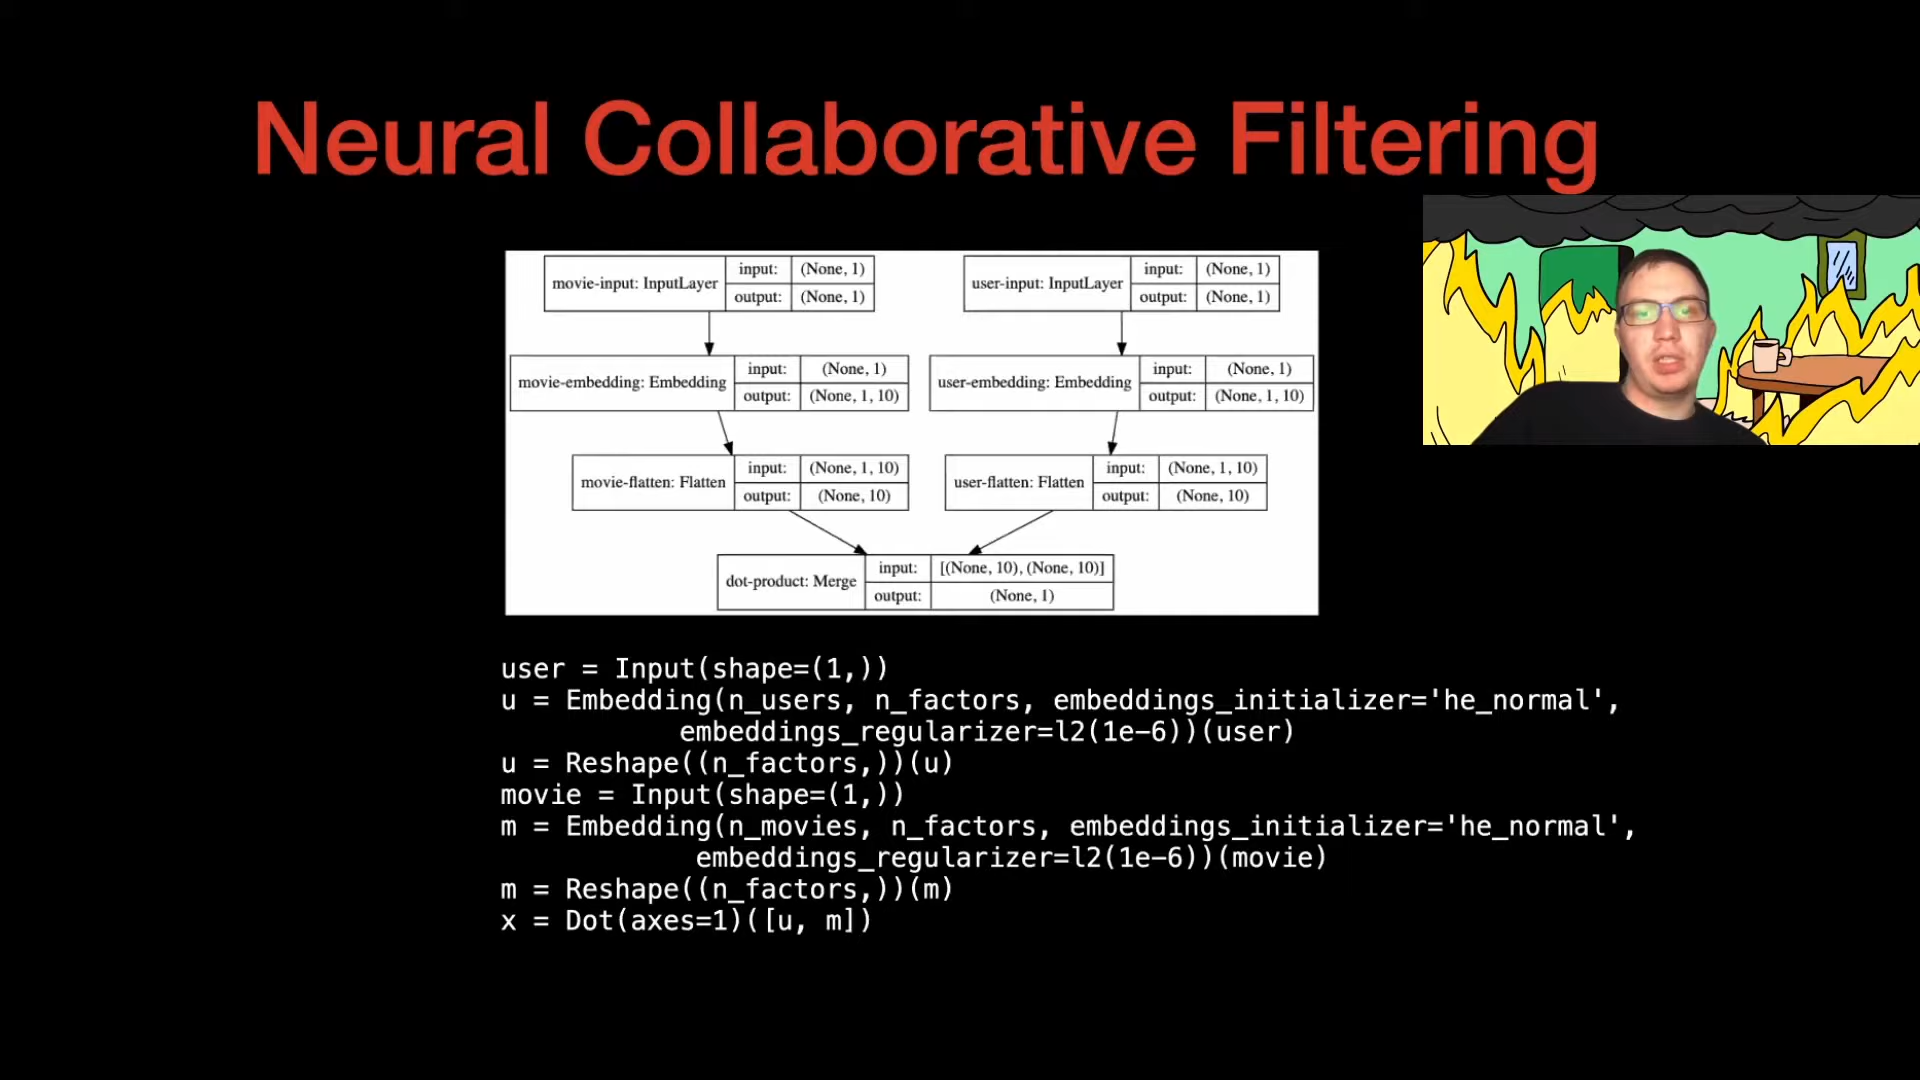 Neural Collaborative Filtering
movie-input: InputLayer input: (None, 1) output: (None, 1)
user-input: InputLayer input: (None, 1) output: (None, 1)
movie-embedding: Embedding input: (None, 1) output: (None, 1, 10)
user-embedding: Embedding input: (None, 1) output: (None, 1, 10)
movie-flatten: Flatten input: (None, 1, 10) output: (None, 10)
user-flatten: Flatten input: (None, 1, 10) output: (None, 10)
dot-product: Merge input: [(None, 10), (None, 10)] output: (None, 1)
user = Input(shape=(1,))
u = Embedding(n_users, n_factors, embeddings_initializer='he_normal',
embeddings_regularizer=l2(1e-6))(user)
u = Reshape((n_factors,))(u)
movie = Input(shape=(1,))
m = Embedding(n_movies, n_factors, embeddings_initializer='he_normal',
embeddings_regularizer=l2(1e-6))(movie)
m = Reshape((n_factors,))(m)
x = Dot(axes=1)([u, m])